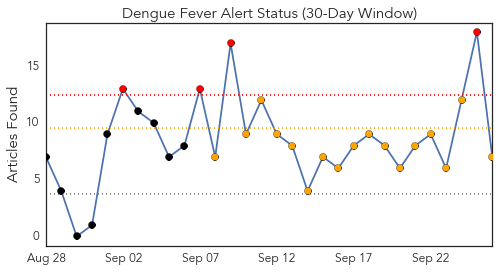 Dengue Fever Alert Status (30-Day Window)
Articles Found
15
10
5
0
Aug 28 Sep 02 Sep 07 Sep 12 Sep 17 Sep 22